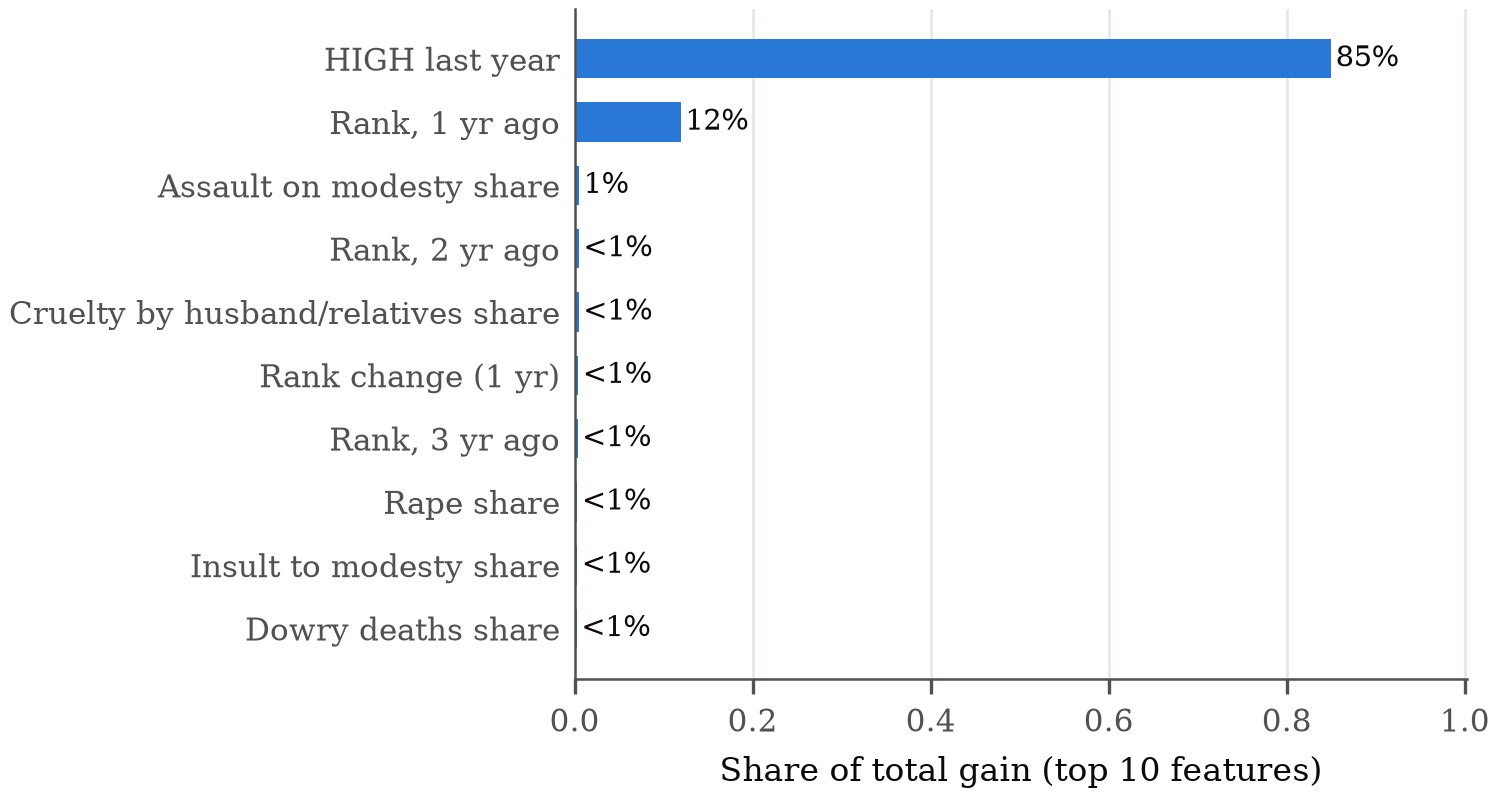 HIGH last year 85%
Rank, 1 yr ago 12%
Assault on modesty share 1%
Rank, 2 yr ago <1%
Cruelty by husband/relatives share <1%
Rank change (1 yr) <1%
Rank, 3 yr ago <1%
Rape share <1%
Insult to modesty share <1%
Dowry deaths share <1%
0.0 0.2 0.4 0.6 0.8 1.0
Share of total gain (top 10 features)